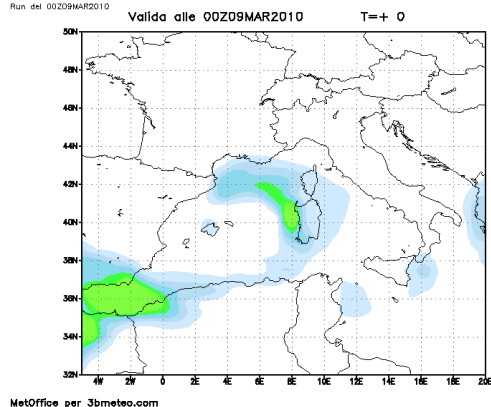 Run del 00Z09MAR2010
Valida alle 00Z09MAR2010 T=+ 0
50N
48N
46N
44N
42N
40N
38N
36N
34N
32N
4W 2W 0 2E 4E 6E 8E 10E 12E 14E 16E 18E 20E
MetOffice per 3bmeteo.com